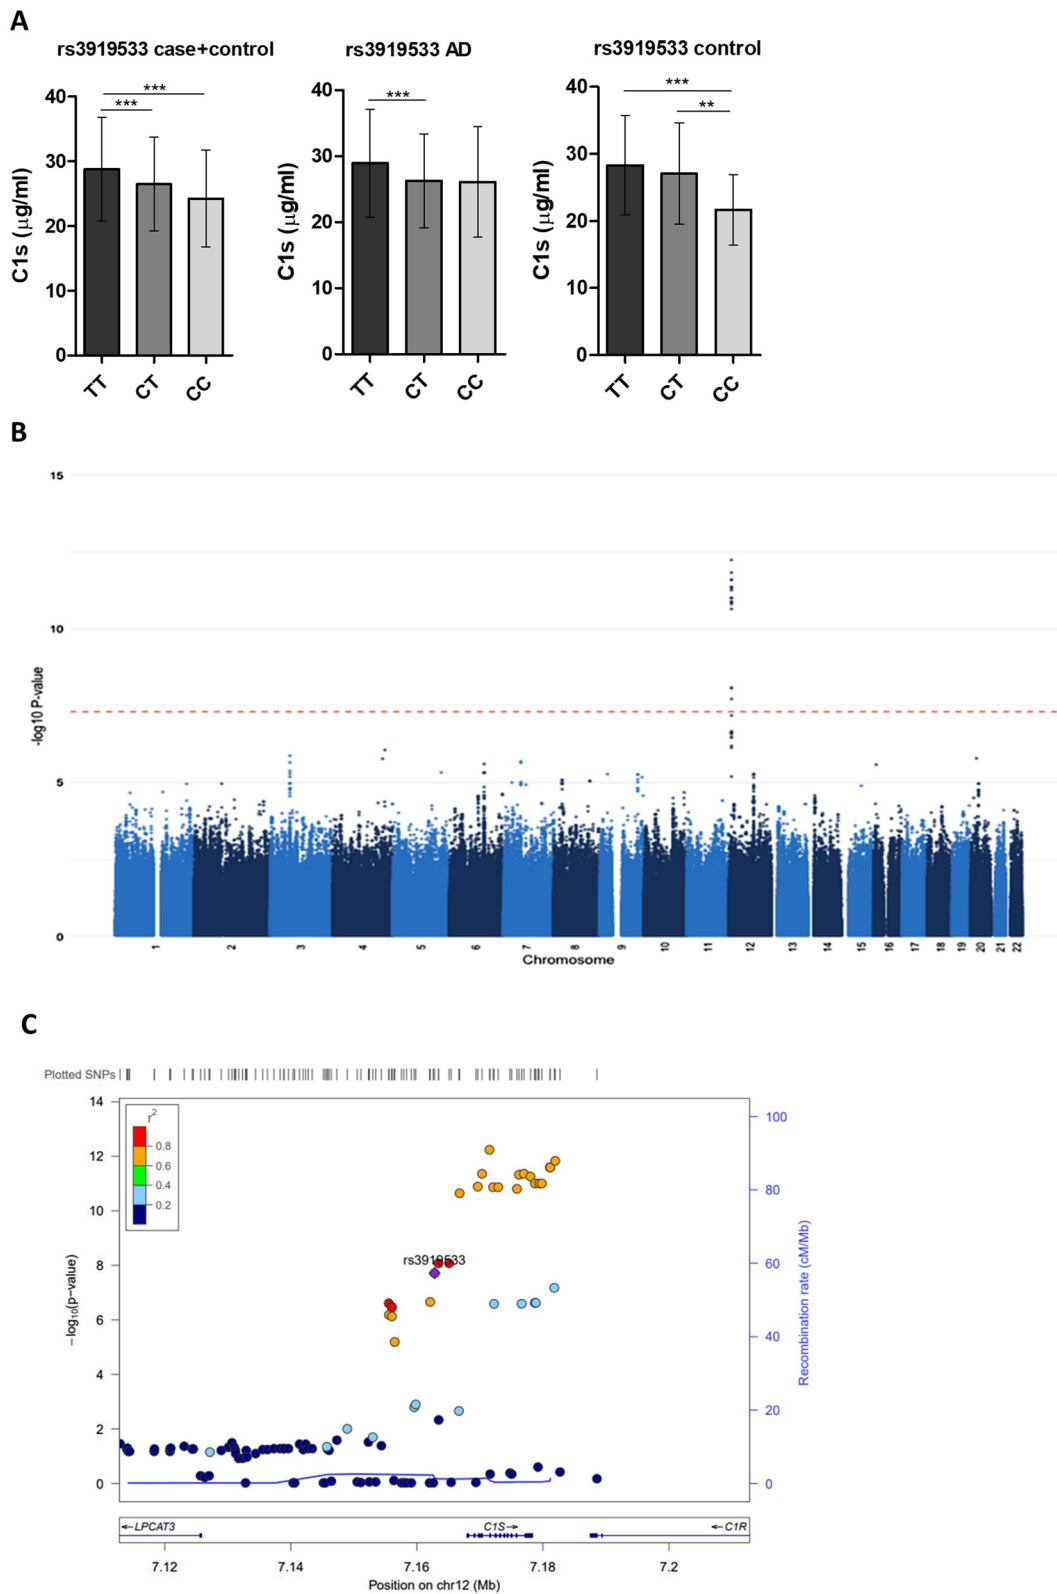 A
rs3919533 case+control
rs3919533 AD
rs3919533 control
***
***
***
***
**
C1s (μg/ml)
40
30
20
10
0
TT
CT
CC
C1s (μg/ml)
40
30
20
10
0
TT
CT
CC
C1s (μg/ml)
40
30
20
10
0
TT
CT
CC
B
-log10 P-value
15
10
5
0
1 2 3 4 5 6 7 8 9 10 11 12 13 14 15 16 17 18 19 20 21 22
Chromosome
C
Plotted SNPs
r2
0.8
0.6
0.4
0.2
rs3919533
−log10(p−value)
14
12
10
8
6
4
2
0
Recombination rate (cM/Mb)
100
80
60
40
20
0
←LPCAT3
C1S→
←C1R
7.12 7.14 7.16 7.18 7.2
Position on chr12 (Mb)